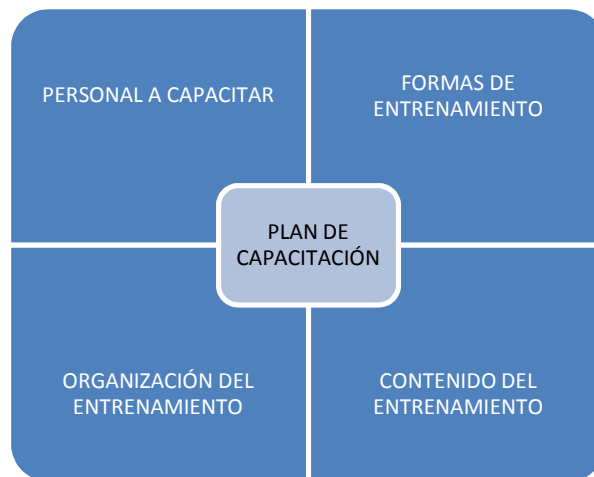 PERSONAL A CAPACITAR
FORMAS DE
ENTRENAMIENTO
PLAN DE
CAPACITACIÓN
ORGANIZACIÓN DEL
ENTRENAMIENTO
CONTENIDO DEL
ENTRENAMIENTO